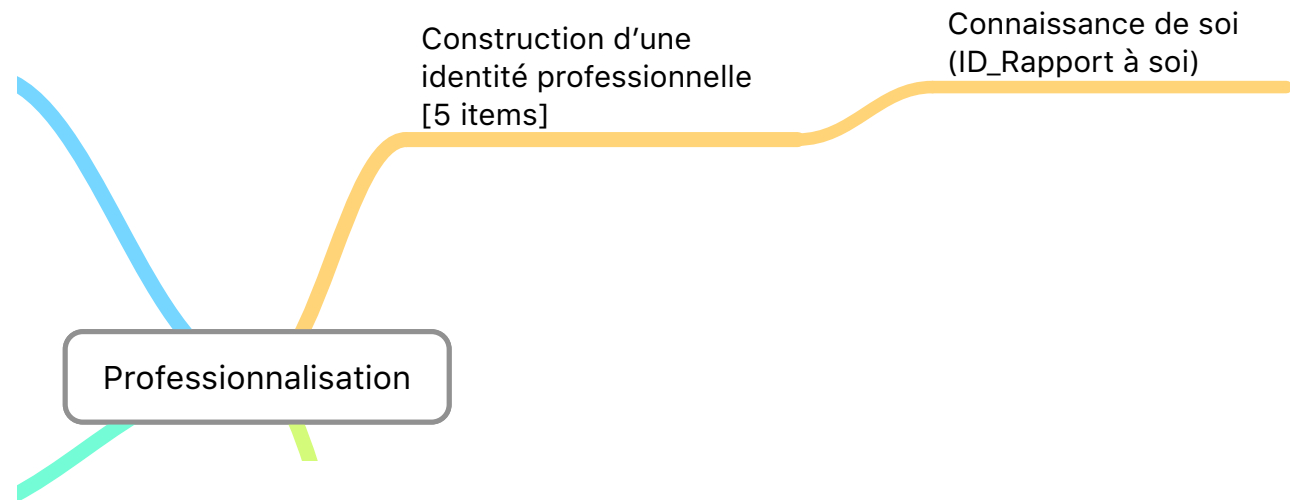 Construction d’une
identité professionnelle
[5 items]
Connaissance de soi
(ID_Rapport à soi)
Professionnalisation